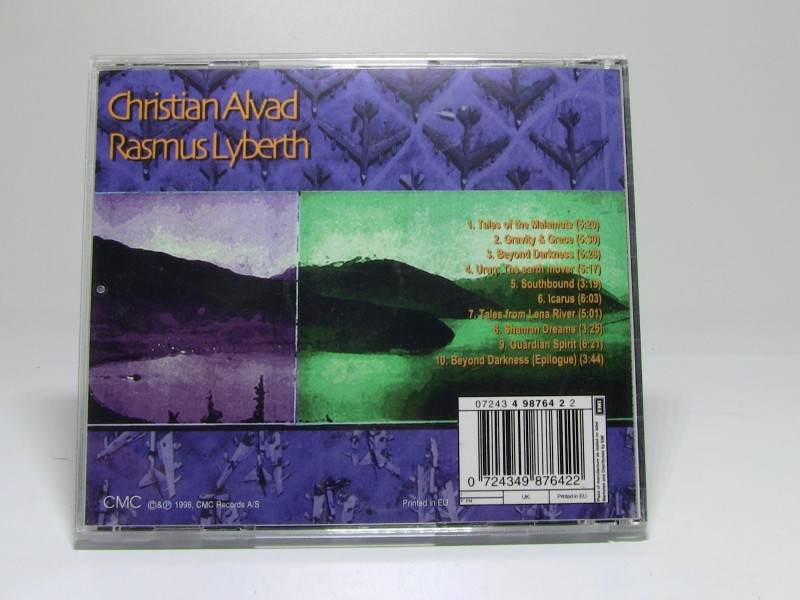 Christian Alvad
Rasmus Lyberth
1. Tales of the Malamute (5:20)
2. Gravity & Grace (5:30)
3. Beyond Darkness (5:28)
4. The earth mover (5:17)
5. Southbound (3:19)
6. Icarus (6:03)
7. Tales from Lena River (5:01)
8. Shaman Dreams (3:25)
9. Guardian Spirit (6:21)
10. Beyond Darkness (Epilogue) (3:44)
07243 4 98764 2 2
EMI
0 724349 876422
UK:
Printed in EU
CMC ©&℗ 1998, CMC Records A/S
Printed in EU